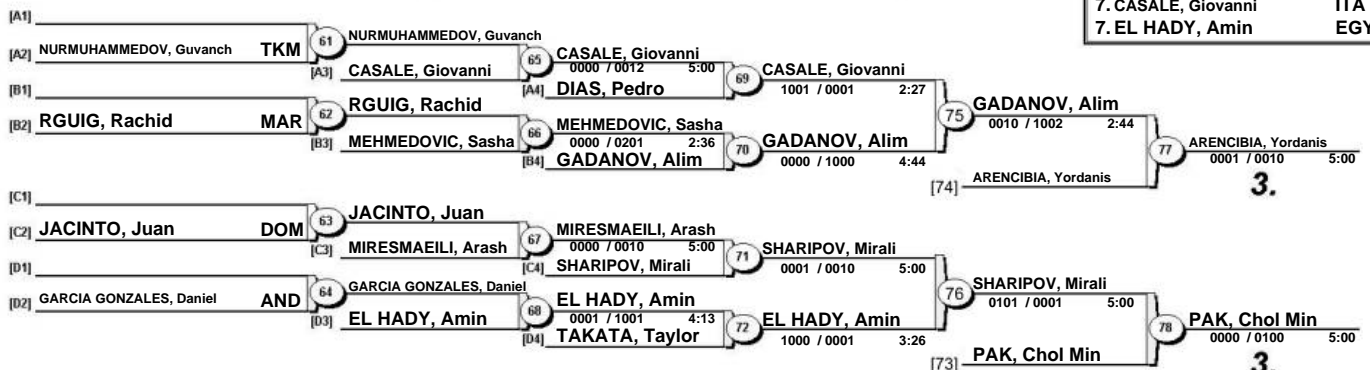 7. CASALE, Giovanni ITA
7. EL HADY, Amin EGY
[A1]
[A2] NURMUHAMMEDOV, Guvanch TKM
61
NURMUHAMMEDOV, Guvanch
[A3] CASALE, Giovanni
65
CASALE, Giovanni
0000 / 0012 5:00
[A4] DIAS, Pedro
69
CASALE, Giovanni
1001 / 0001 2:27
[B1]
[B2] RGUIG, Rachid MAR
62
RGUIG, Rachid
[B3] MEHMEDOVIC, Sasha
66
MEHMEDOVIC, Sasha
0000 / 0201 2:36
[B4] GADANOV, Alim
70
GADANOV, Alim
0000 / 1000 4:44
75
GADANOV, Alim
0010 / 1002 2:44
[74] ARENCIBIA, Yordanis
77
ARENCIBIA, Yordanis
0001 / 0010 5:00
3.
[C1]
[C2] JACINTO, Juan DOM
63
JACINTO, Juan
[C3] MIRESMAEILI, Arash
67
MIRESMAEILI, Arash
0000 / 0010 5:00
[C4] SHARIPOV, Mirali
71
SHARIPOV, Mirali
0001 / 0010 5:00
[D1]
[D2] GARCIA GONZALES, Daniel AND
64
GARCIA GONZALES, Daniel
[D3] EL HADY, Amin
68
EL HADY, Amin
0001 / 1001 4:13
[D4] TAKATA, Taylor
72
EL HADY, Amin
1000 / 0001 3:26
76
SHARIPOV, Mirali
0101 / 0001 5:00
[73] PAK, Chol Min
78
PAK, Chol Min
0000 / 0100 5:00
3.